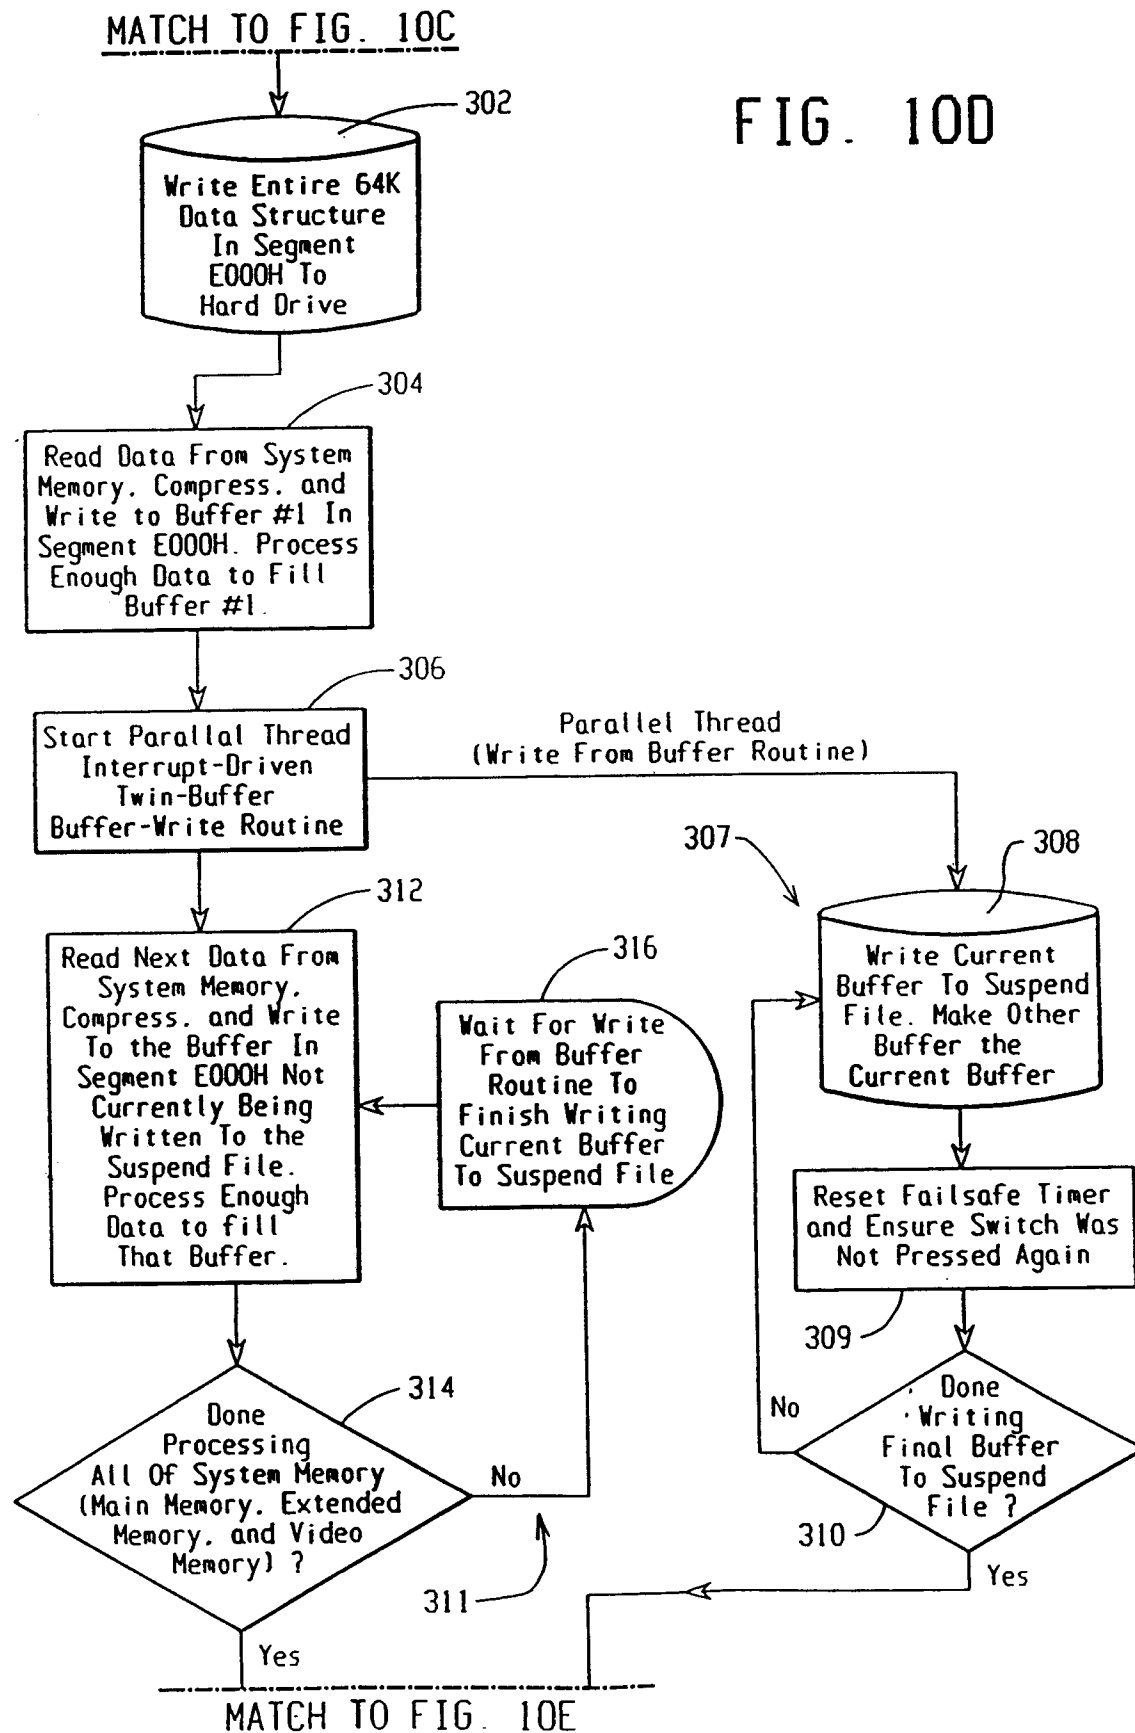 MATCH TO FIG. 10C
FIG. 10D
302
Write Entire 64K
Data Structure
In Segment
E000H To
Hard Drive
304
Read Data From System
Memory. Compress. and
Write to Buffer #1 In
Segment E000H. Process
Enough Data to Fill
Buffer #1.
306
Start Parallal Thread
Interrupt-Driven
Twin-Buffer
Buffer-Write Routine
Parallel Thread
(Write From Buffer Routine)
307
308
Write Current
Buffer To Suspend
File. Make Other
Buffer the
Current Buffer
312
Read Next Data From
System Memory.
Compress. and Write
To the Buffer In
Segment E000H Not
Currently Being
Written To the
Suspend File.
Process Enough
Data to fill
That Buffer.
316
Wait For Write
From Buffer
Routine To
Finish Writing
Current Buffer
To Suspend File
Reset Failsafe Timer
and Ensure Switch Was
Not Pressed Again
309
314
Done
Processing
All Of System Memory
(Main Memory. Extended
Memory. and Video
Memory) ?
No
311
Yes
No
Done
Writing
Final Buffer
To Suspend
File ?
310
Yes
MATCH TO FIG. 10E